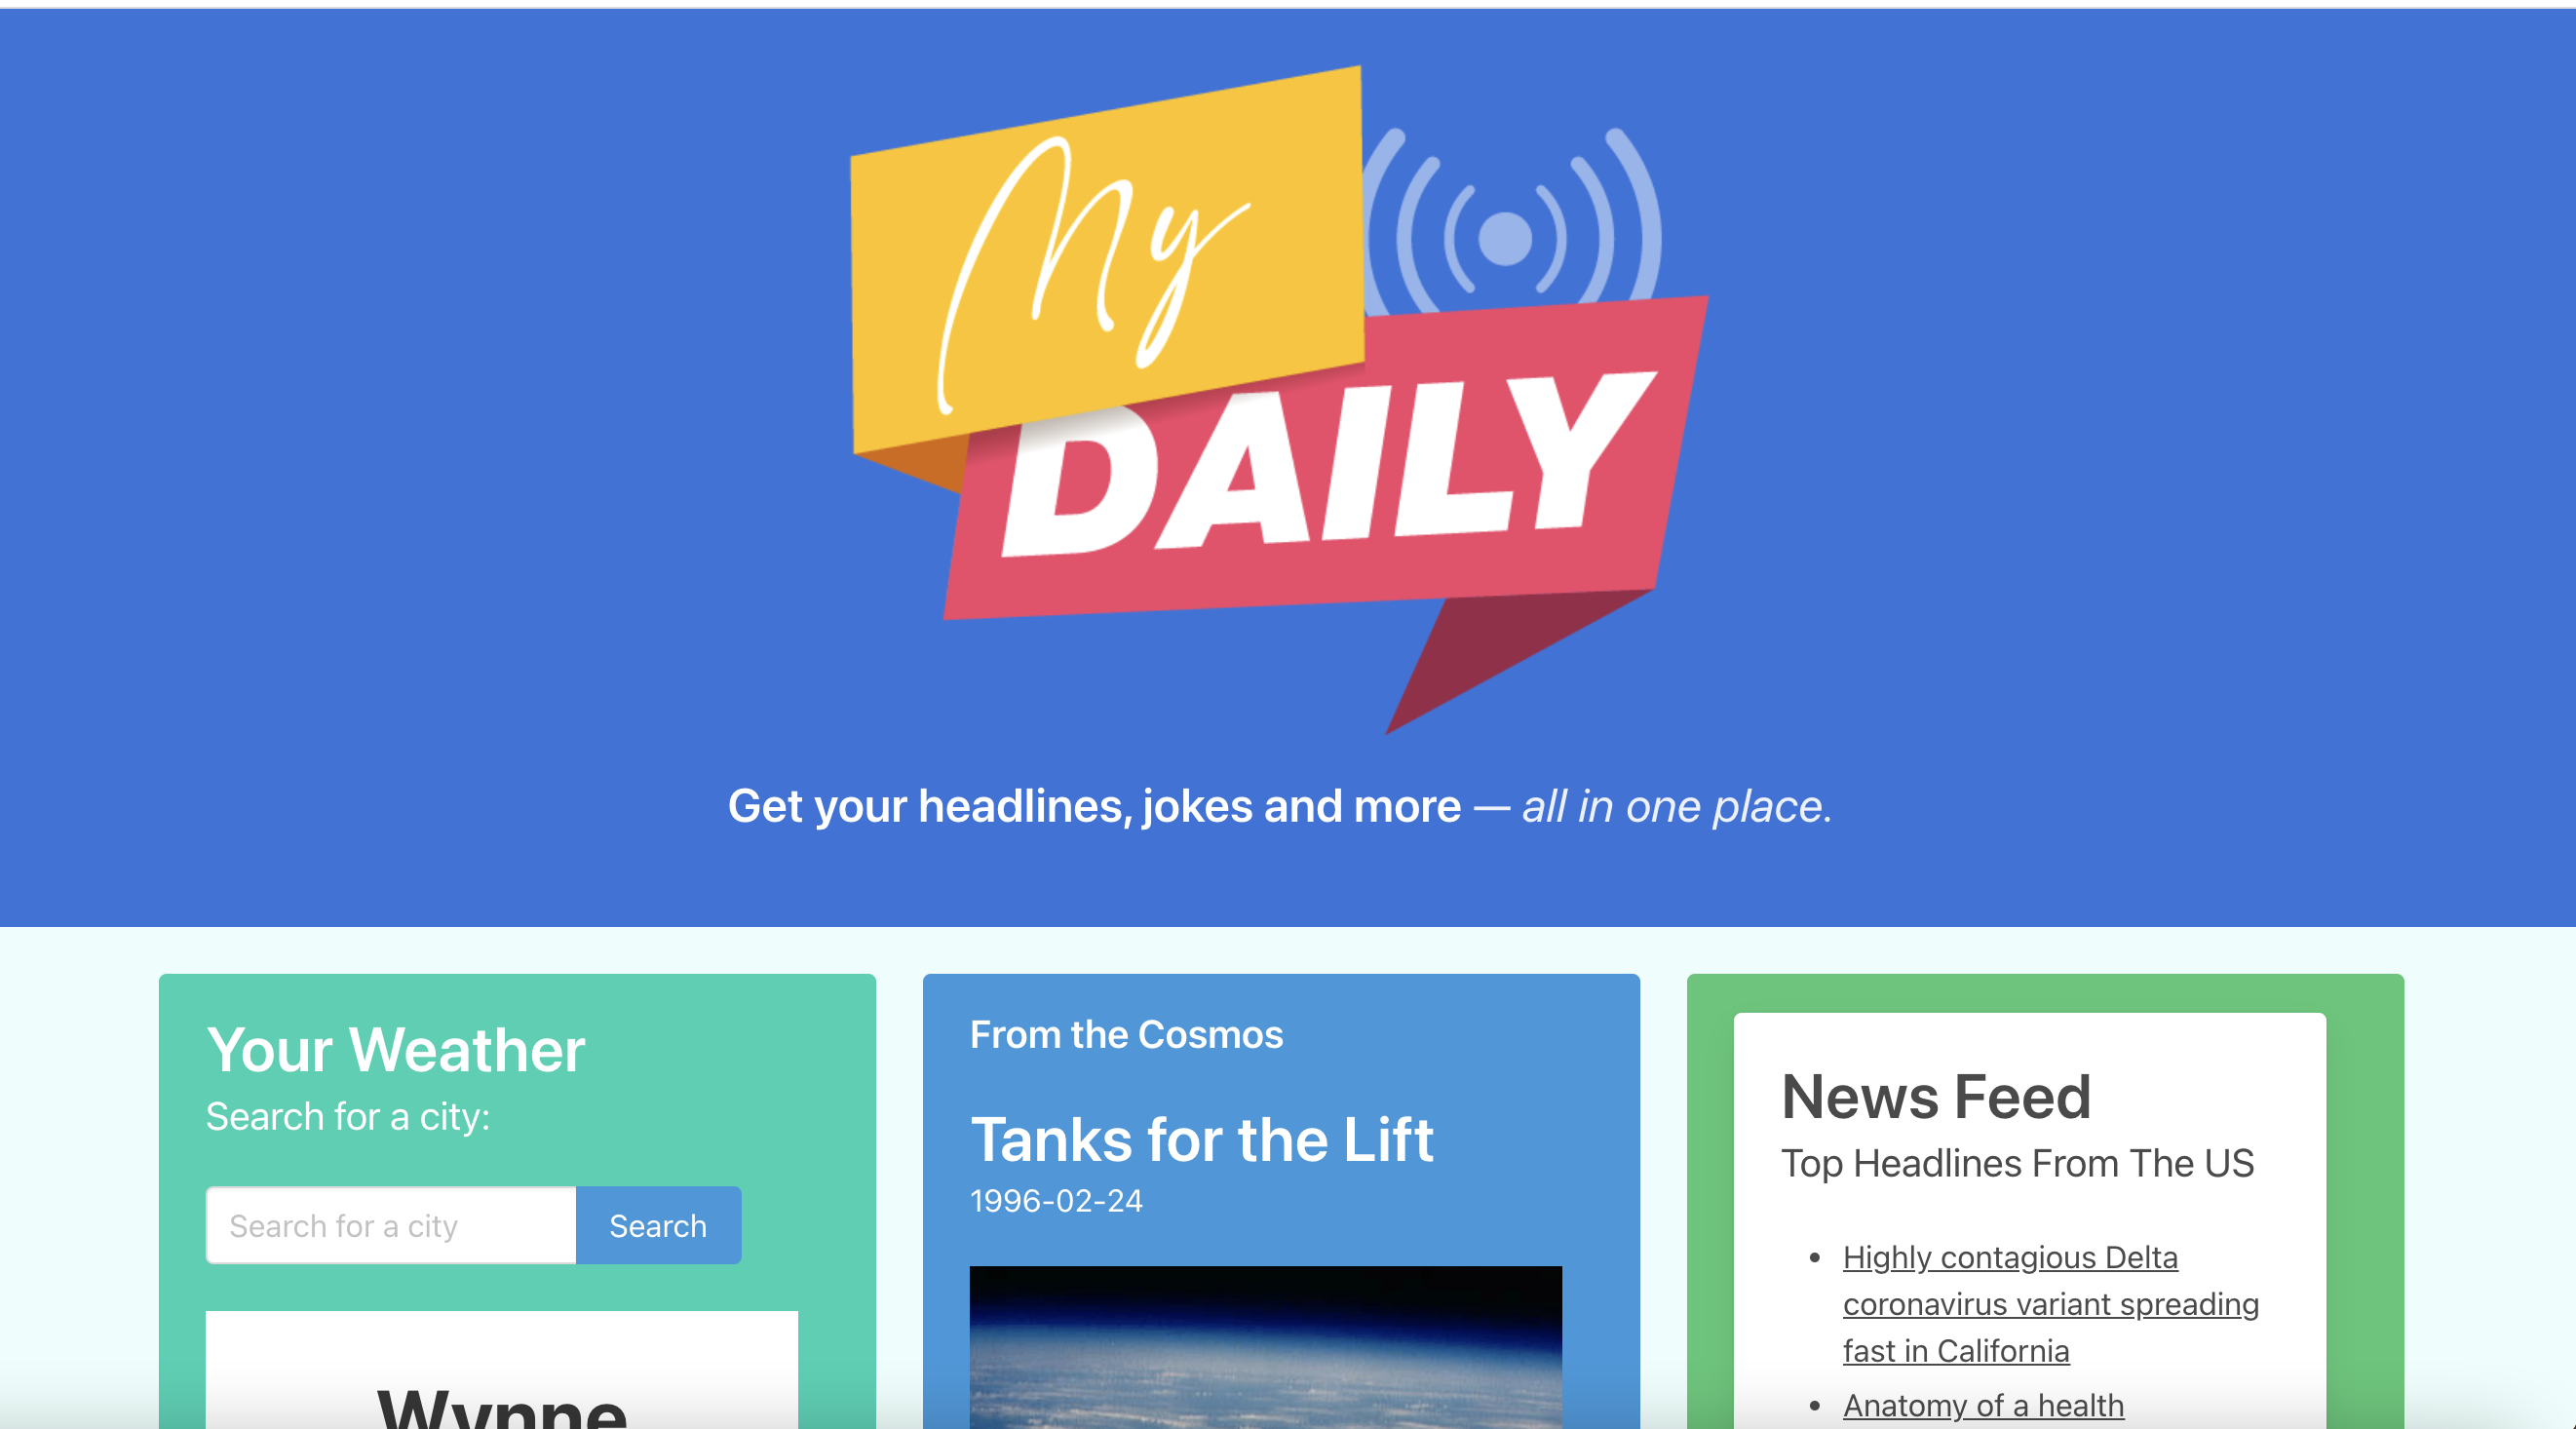 My
DAILY
Get your headlines, jokes and more — all in one place.
Your Weather
Search for a city:
Search for a city
Search
Wynne
From the Cosmos
Tanks for the Lift
1996-02-24
News Feed
Top Headlines From The US
Highly contagious Delta
coronavirus variant spreading
fast in California
Anatomy of a health